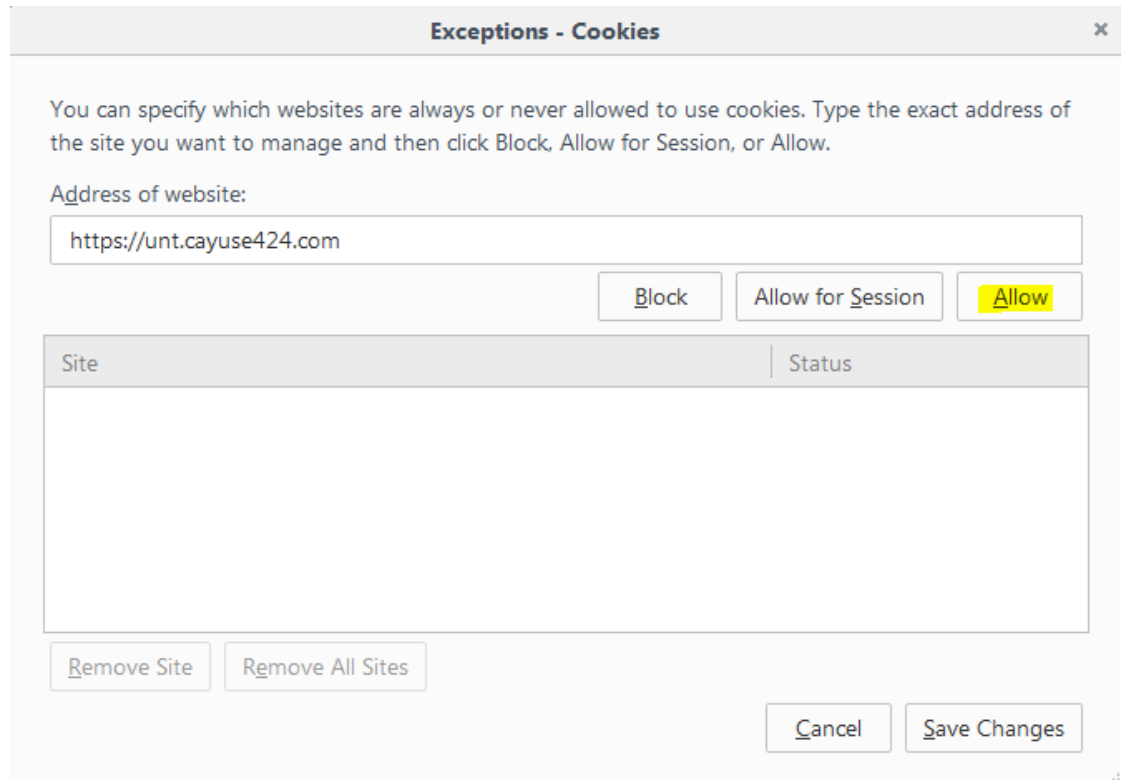 Exceptions - Cookies
You can specify which websites are always or never allowed to use cookies. Type the exact address of
the site you want to manage and then click Block, Allow for Session, or Allow.
Address of website:
https://unt.cayuse424.com
Block Allow for Session Allow
Site Status
Remove Site Remove All Sites
Cancel Save Changes